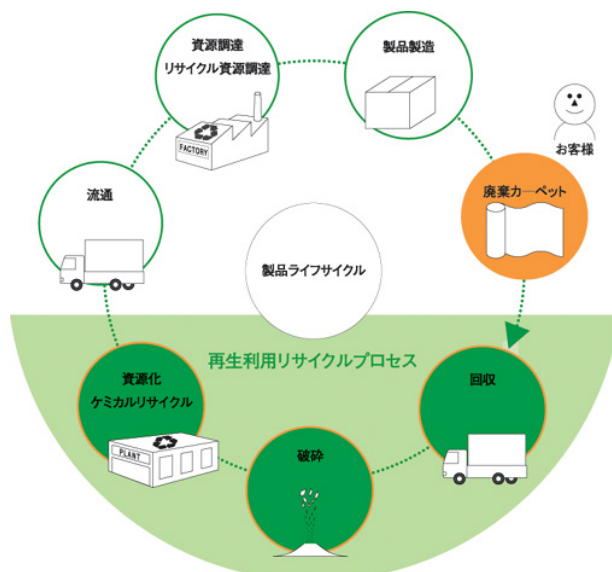 資源調達
リサイクル資源調達
FACTORY
製品製造
お客様
廃棄カーペット
流通
製品ライフサイクル
再生利用リサイクルプロセス
回収
破砕
資源化
ケミカルリサイクル
PLANT